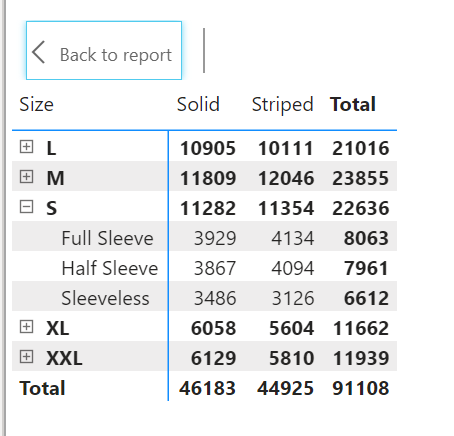 Back to report
Size Solid Striped Total
L 10905 10111 21016
M 11809 12046 23855
S 11282 11354 22636
Full Sleeve 3929 4134 8063
Half Sleeve 3867 4094 7961
Sleeveless 3486 3126 6612
XL 6058 5604 11662
XXL 6129 5810 11939
Total 46183 44925 91108